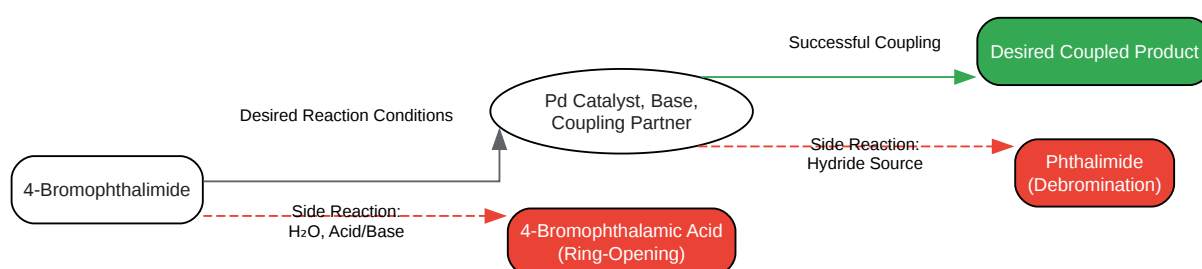 Successful Coupling
Desired Coupled Product
Desired Reaction Conditions
Pd Catalyst, Base,
Coupling Partner
Side Reaction:
Hydride Source
Phthalimide
(Debromination)
4-Bromophthalimide
Side Reaction:
H₂O, Acid/Base
4-Bromophthalamic Acid
(Ring-Opening)